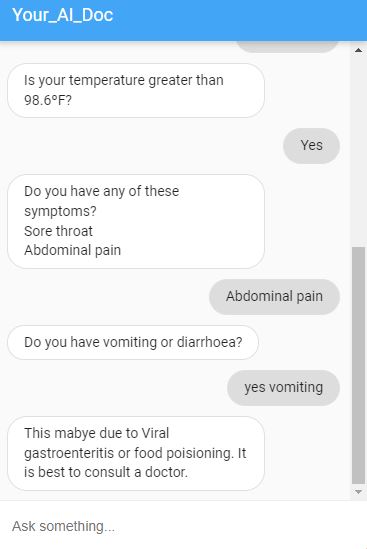 Your_AI_Doc
Is your temperature greater than
98.6ºF?
Yes
Do you have any of these
symptoms?
Sore throat
Abdominal pain
Abdominal pain
Do you have vomiting or diarrhoea?
yes vomiting
This mabye due to Viral
gastroenteritis or food poisioning. It
is best to consult a doctor.
Ask something...